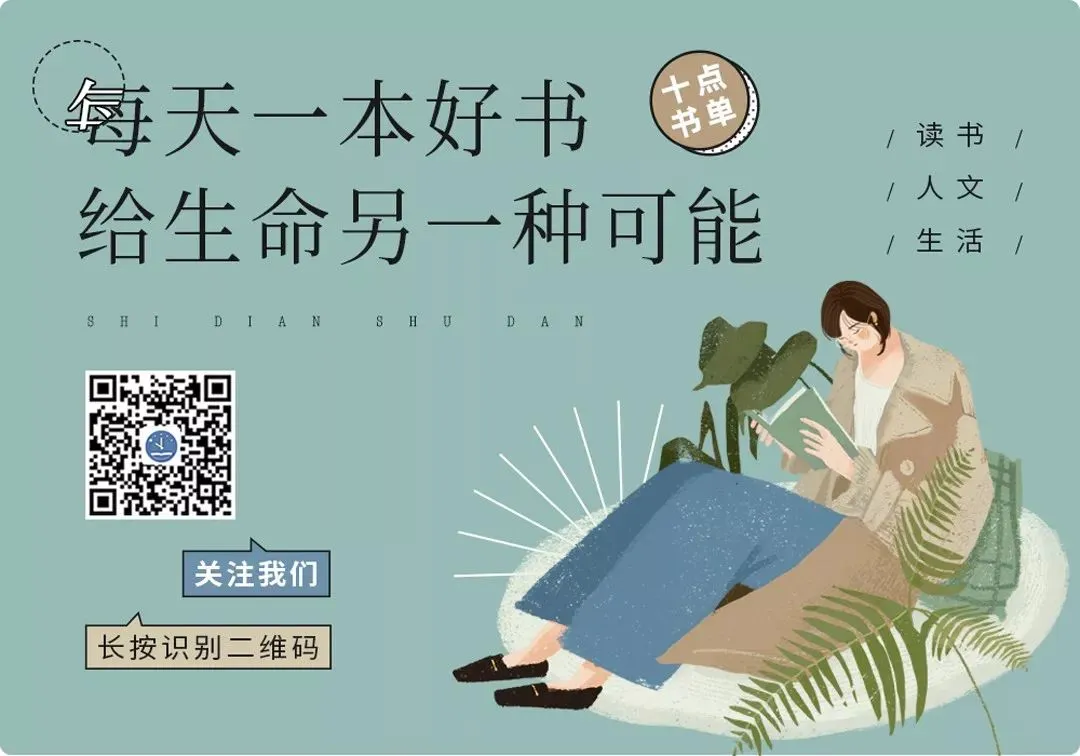 每天一本好书
给生命另一种可能
十点
书单
/ 读书 /
/ 人文 /
/ 生活 /
SHI DIAN SHU DAN
关注我们
长按识别二维码